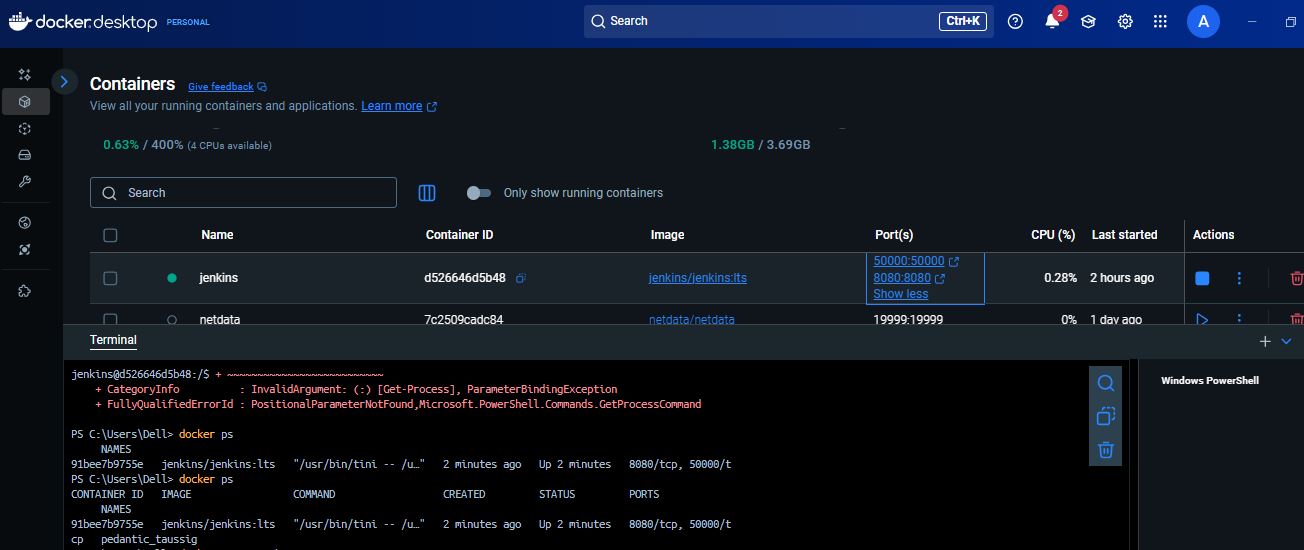 docker.desktop PERSONAL Search Ctrl+K 2 A
Containers Give feedback
View all your running containers and applications. Learn more
0.63% / 400% (4 CPUs available) 1.38GB / 3.69GB
Search Only show running containers
Name Container ID Image Port(s) CPU (%) Last started Actions
50000:50000
jenkins d526646d5b48 jenkins/jenkins:lts 8080:8080 0.28% 2 hours ago
Show less
netdata 7c2509cadc84 netdata/netdata 19999:19999 0% 1 day ago
Terminal
jenkins@d526646d5b48:/$ + ~~~~~~~~~~~~~~~~~~~~~~~~~~
+ CategoryInfo : InvalidArgument: (:) [Get-Process], ParameterBindingException
+ FullyQualifiedErrorId : PositionalParameterNotFound,Microsoft.PowerShell.Commands.GetProcessCommand
PS C:\Users\Dell> docker ps
NAMES
91bee7b9755e jenkins/jenkins:lts "/usr/bin/tini -- /u…" 2 minutes ago Up 2 minutes 8080/tcp, 50000/t
PS C:\Users\Dell> docker ps
CONTAINER ID IMAGE COMMAND CREATED STATUS PORTS
NAMES
91bee7b9755e jenkins/jenkins:lts "/usr/bin/tini -- /u…" 2 minutes ago Up 2 minutes 8080/tcp, 50000/t
cp pedantic_taussig
Windows PowerShell